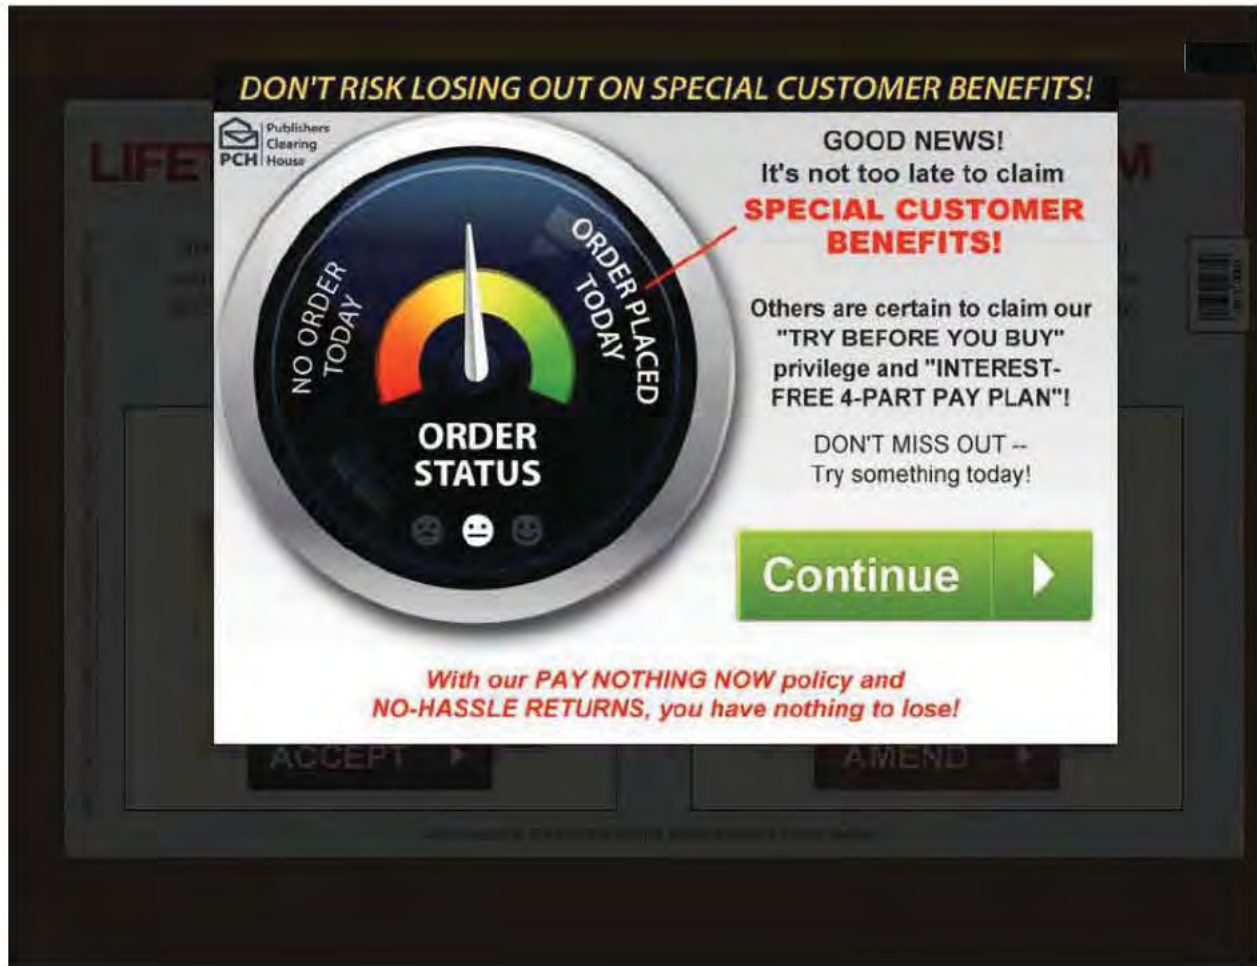 DON'T RISK LOSING OUT ON SPECIAL CUSTOMER BENEFITS!
PCH
Publishers
Clearing
House
NO ORDER
TODAY
ORDER PLACED
TODAY
ORDER
STATUS
GOOD NEWS!
It's not too late to claim
SPECIAL CUSTOMER
BENEFITS!
Others are certain to claim our
"TRY BEFORE YOU BUY"
privilege and "INTEREST-
FREE 4-PART PAY PLAN"!
DON'T MISS OUT --
Try something today!
Continue
With our PAY NOTHING NOW policy and
NO-HASSLE RETURNS, you have nothing to lose!
ACCEPT
AMEND